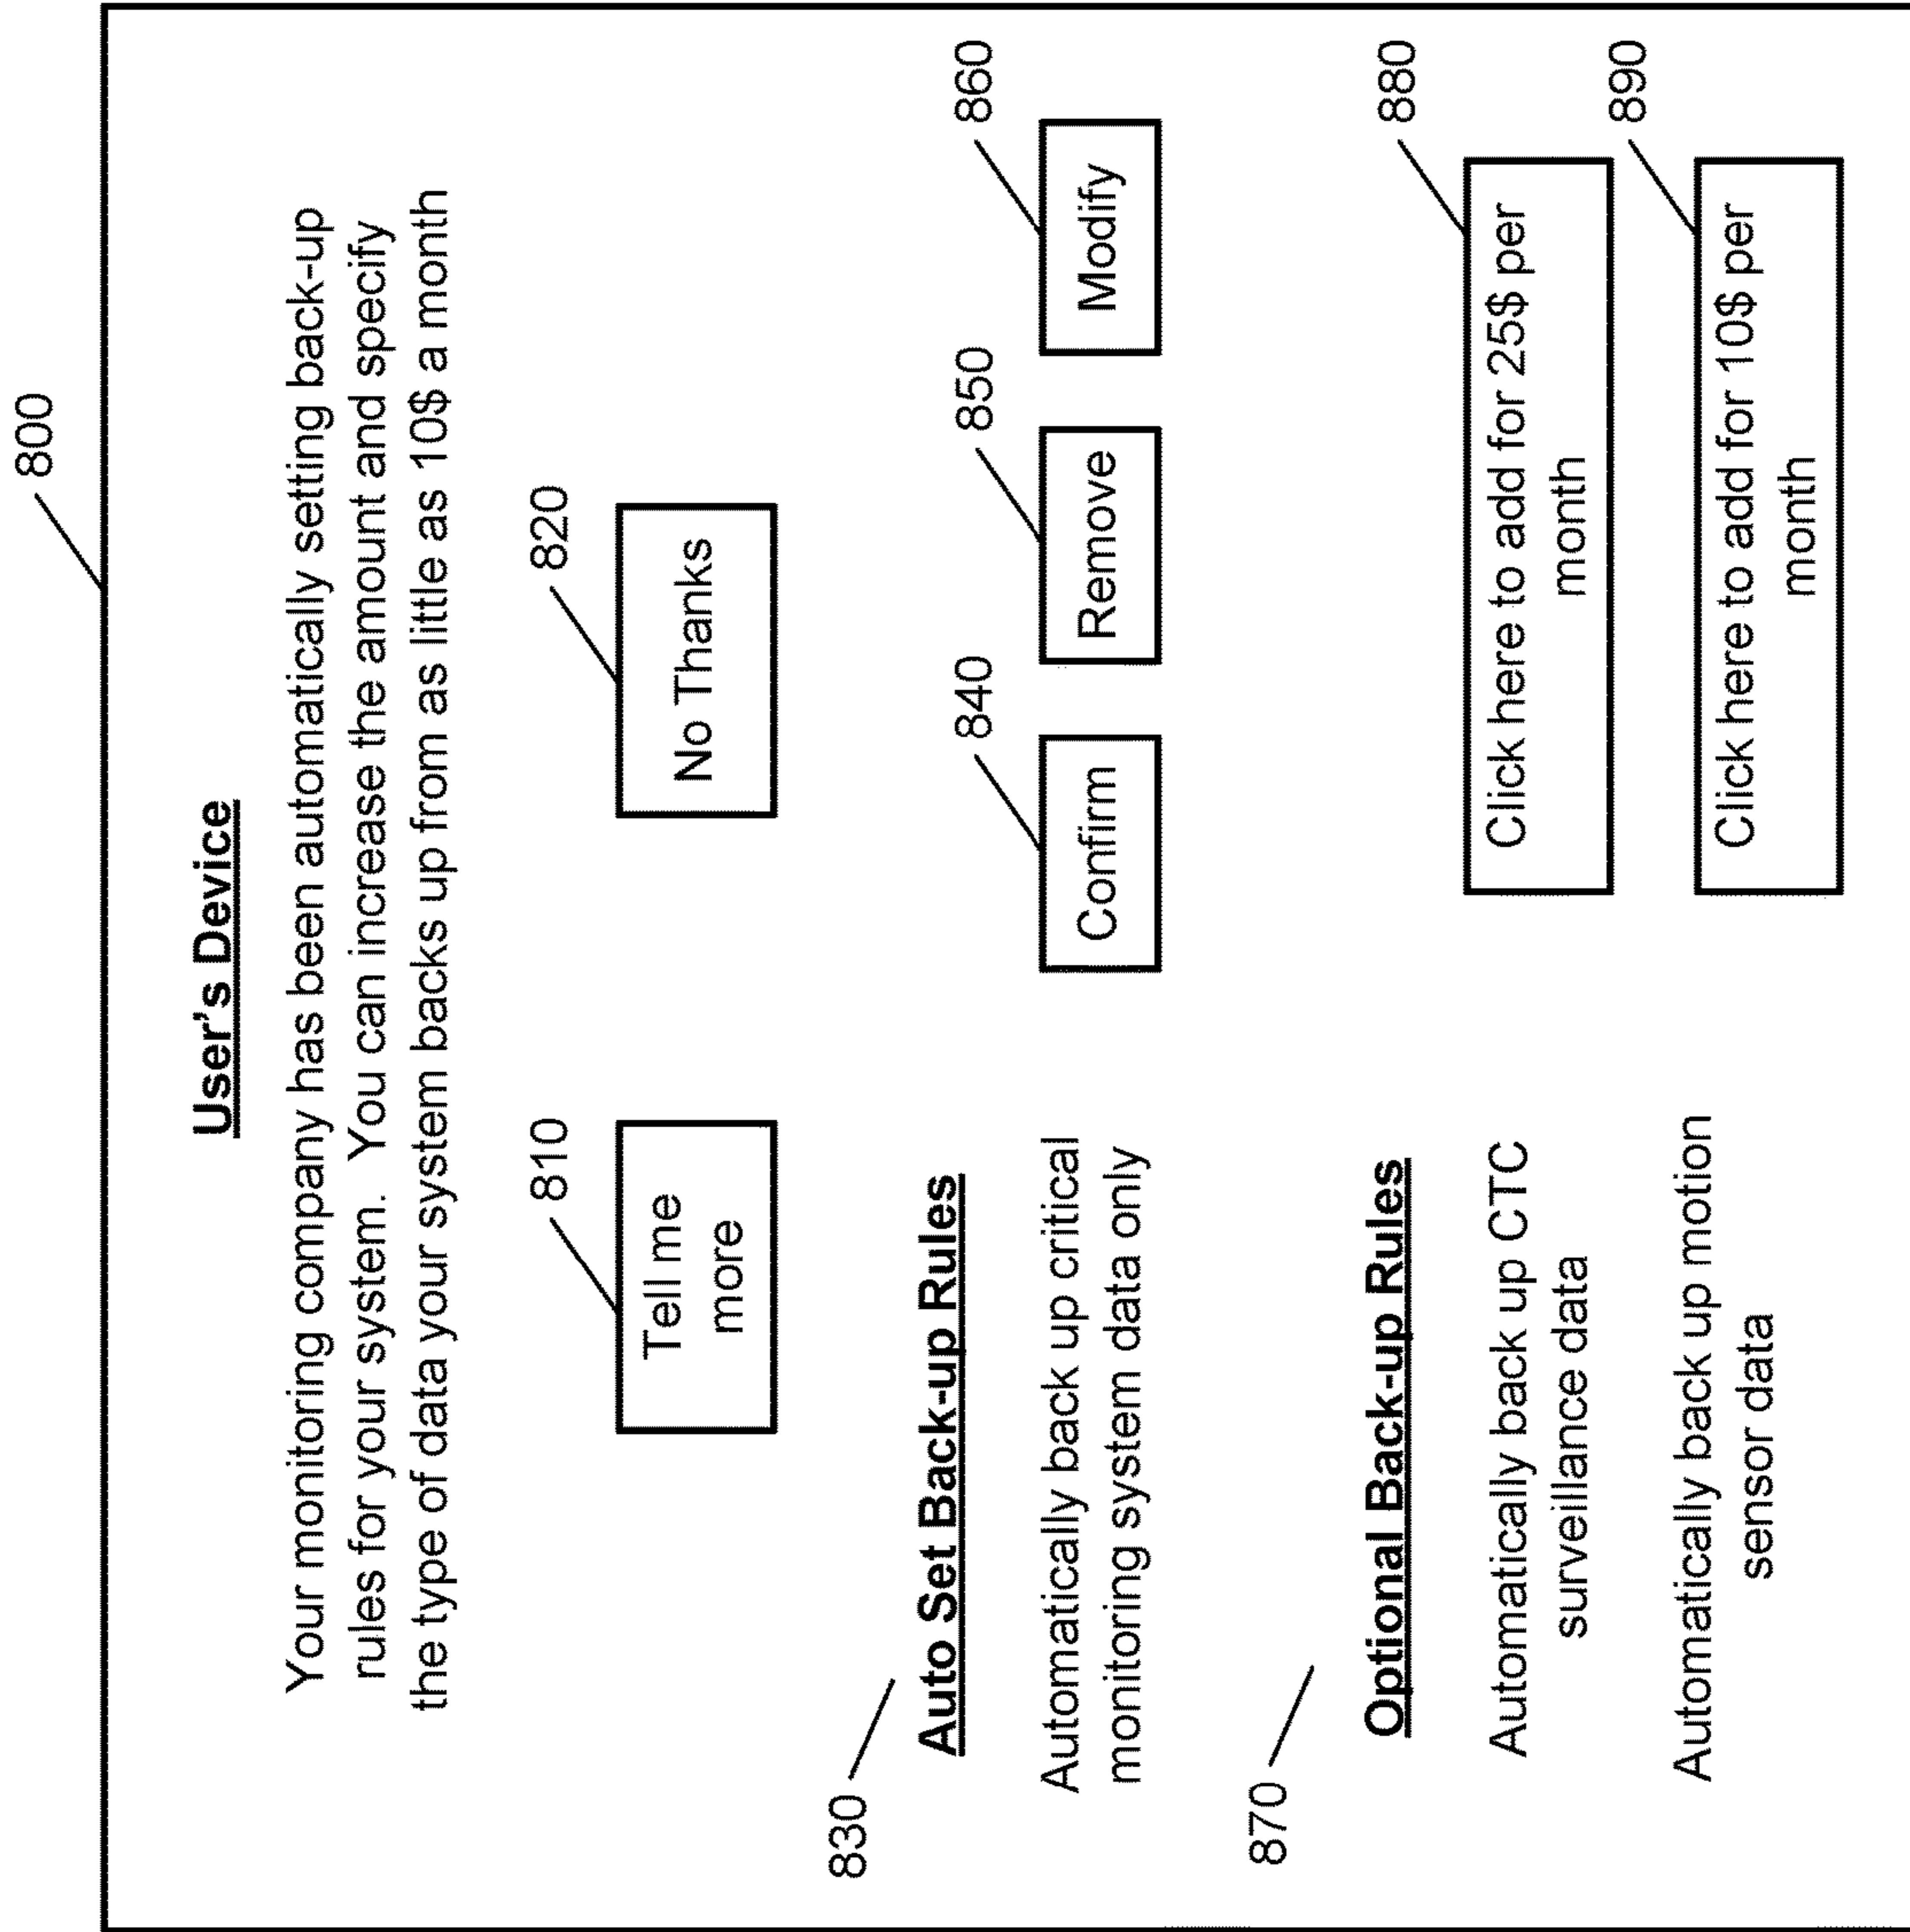 800
User's Device
Your monitoring company has been automatically setting back-up
rules for your system. You can increase the amount and specify
the type of data your system backs up from as little as 10$ a month
810
820
Tell me
more
No Thanks
830
Auto Set Back-up Rules
840
850
860
Automatically back up critical
monitoring system data only
Confirm
Remove
Modify
870
Optional Back-up Rules
880
Automatically back up CTC
surveillance data
Click here to add for 25$ per
month
890
Automatically back up motion
sensor data
Click here to add for 10$ per
month